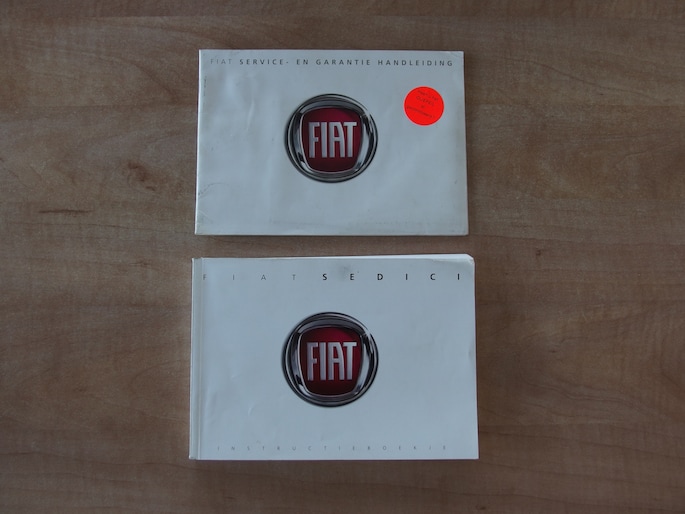 FIAT SERVICE- EN GARANTIE HANDLEIDING
FIAT
FIAT SEDICI
FIAT
INSTRUCTIEBOEKJE